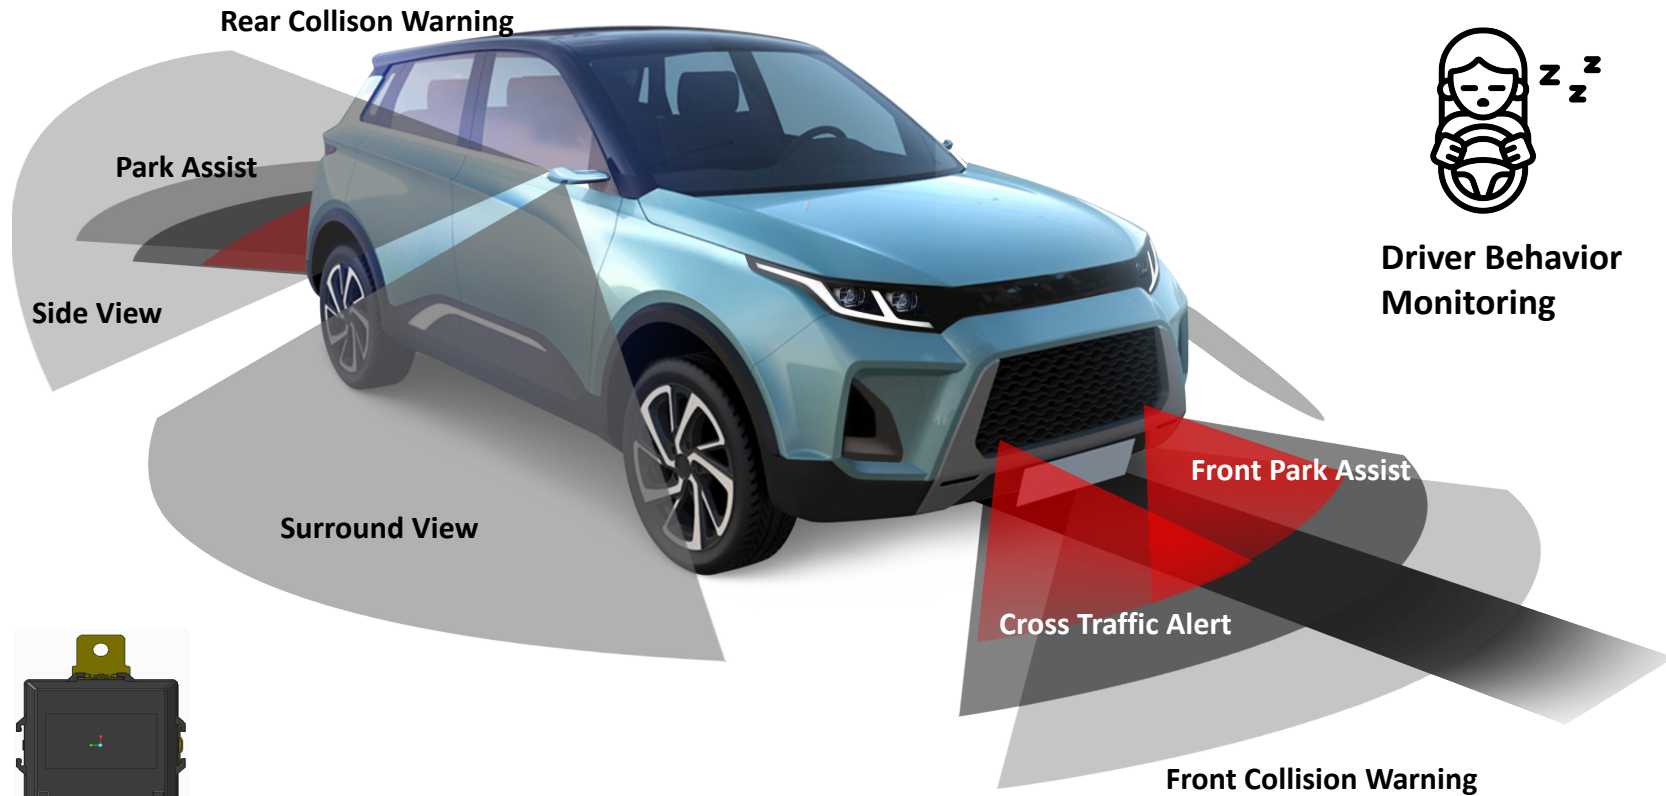 Rear Collison Warning
z z
z
Park Assist
Driver Behavior
Monitoring
Side View
Front Park Assist
Surround View
Cross Traffic Alert
Front Collision Warning